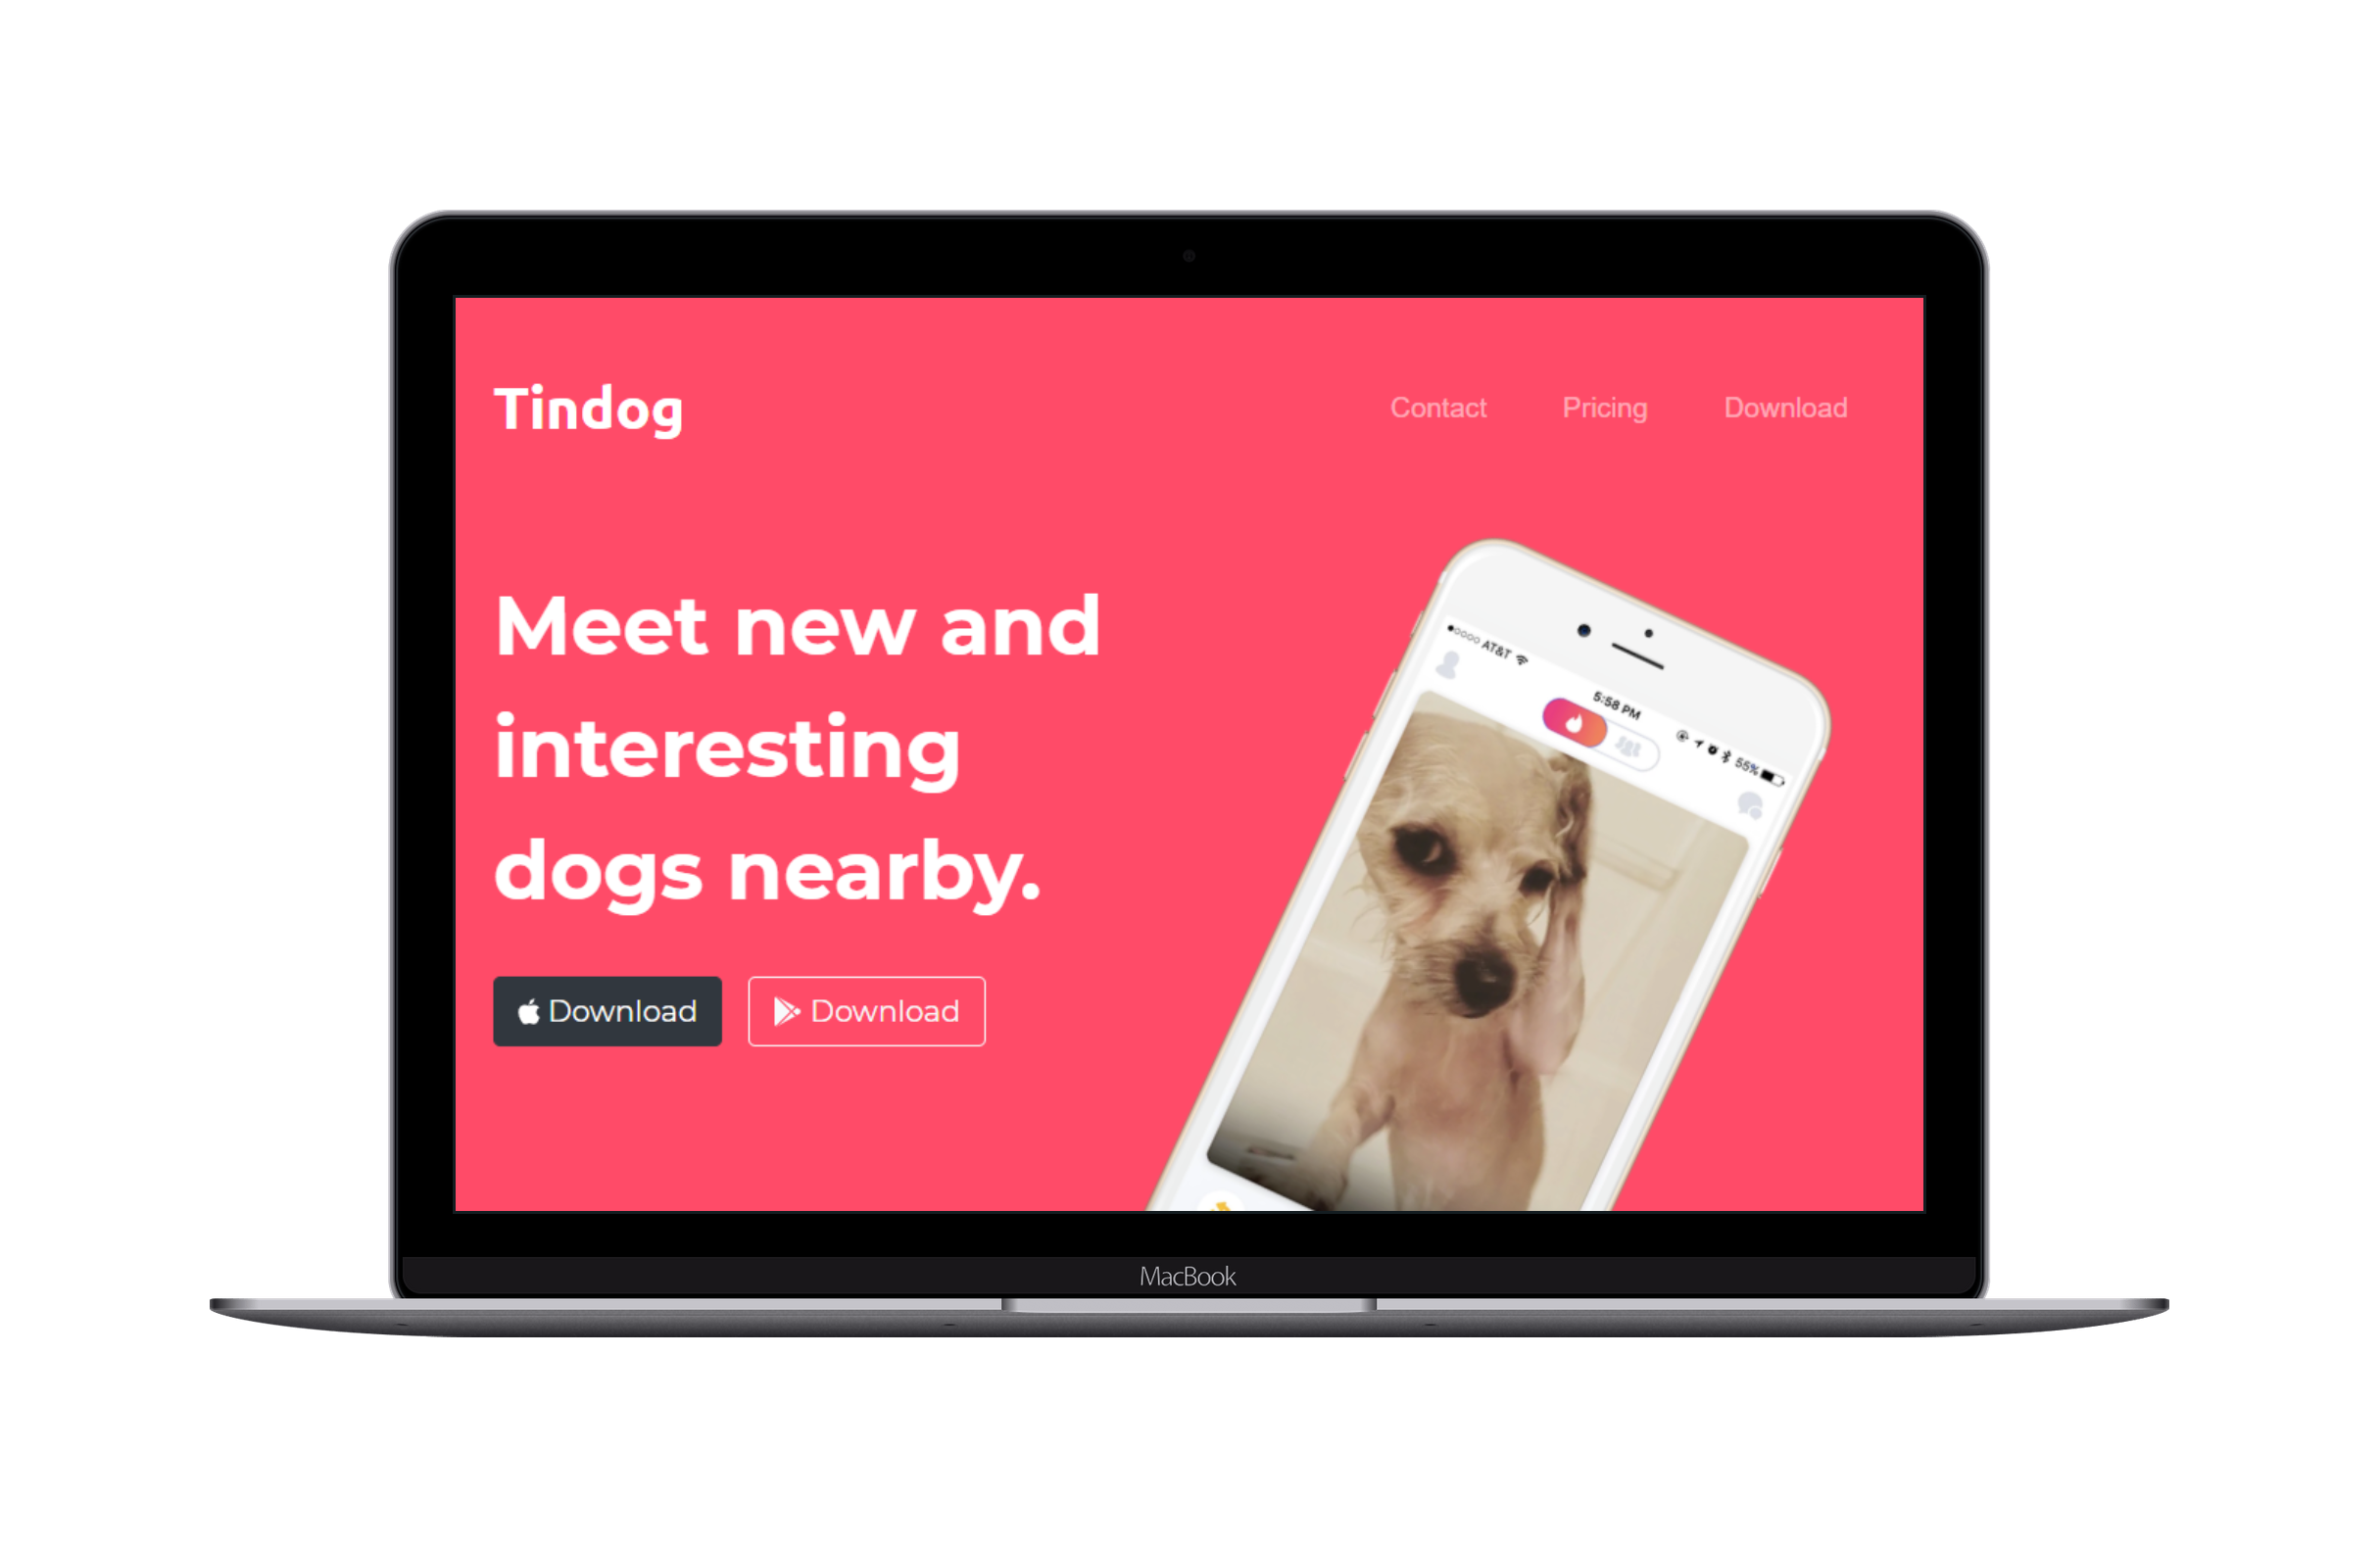 Tindog
Contact
Pricing
Download
Meet new and
interesting
dogs nearby.
Download
Download
AT&T
5:58 PM
55%
MacBook